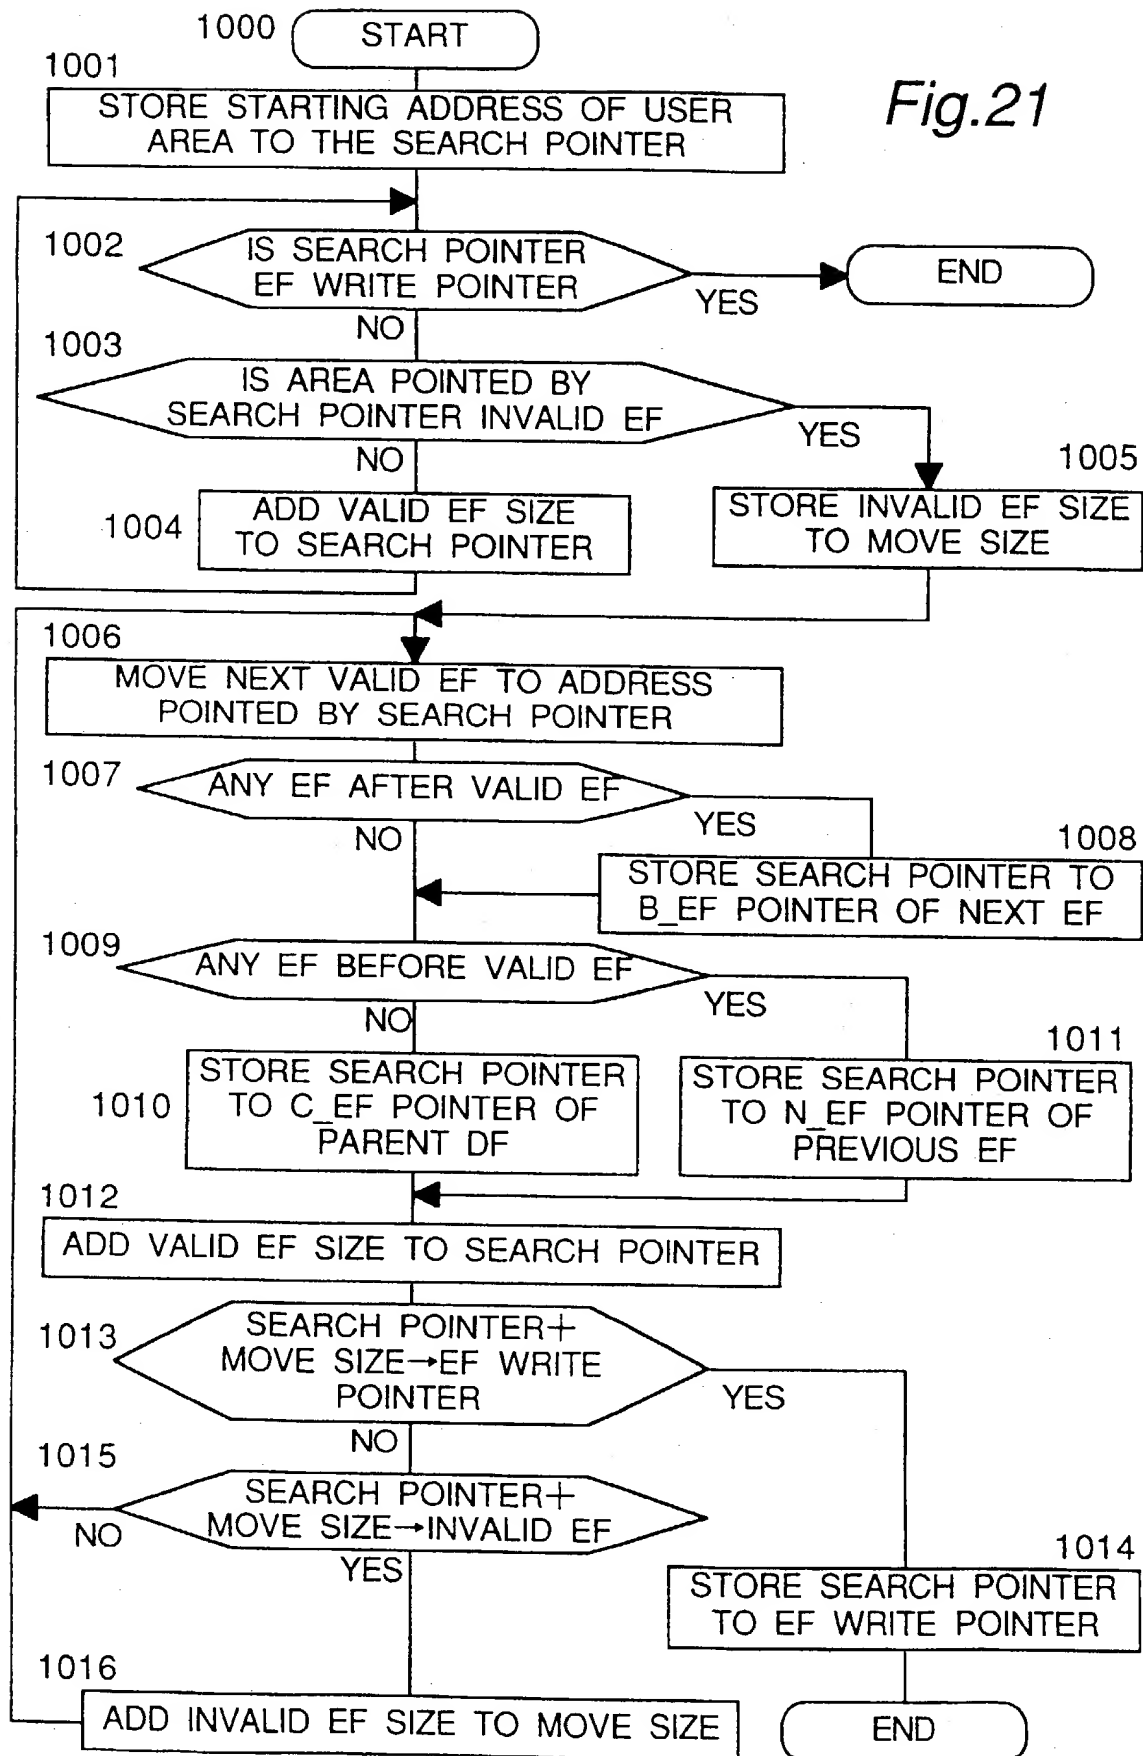 1000
START
Fig.21
1001
STORE STARTING ADDRESS OF USER
AREA TO THE SEARCH POINTER
1002
IS SEARCH POINTER
EF WRITE POINTER
YES
END
NO
1003
IS AREA POINTED BY
SEARCH POINTER INVALID EF
YES
NO
1004
ADD VALID EF SIZE
TO SEARCH POINTER
1005
STORE INVALID EF SIZE
TO MOVE SIZE
1006
MOVE NEXT VALID EF TO ADDRESS
POINTED BY SEARCH POINTER
1007
ANY EF AFTER VALID EF
YES
NO
1008
STORE SEARCH POINTER TO
B_EF POINTER OF NEXT EF
1009
ANY EF BEFORE VALID EF
YES
NO
1010
STORE SEARCH POINTER
TO C_EF POINTER OF
PARENT DF
1011
STORE SEARCH POINTER
TO N_EF POINTER OF
PREVIOUS EF
1012
ADD VALID EF SIZE TO SEARCH POINTER
1013
SEARCH POINTER+
MOVE SIZE→EF WRITE
POINTER
YES
NO
1015
SEARCH POINTER+
MOVE SIZE→INVALID EF
NO
YES
1014
STORE SEARCH POINTER
TO EF WRITE POINTER
1016
ADD INVALID EF SIZE TO MOVE SIZE
END